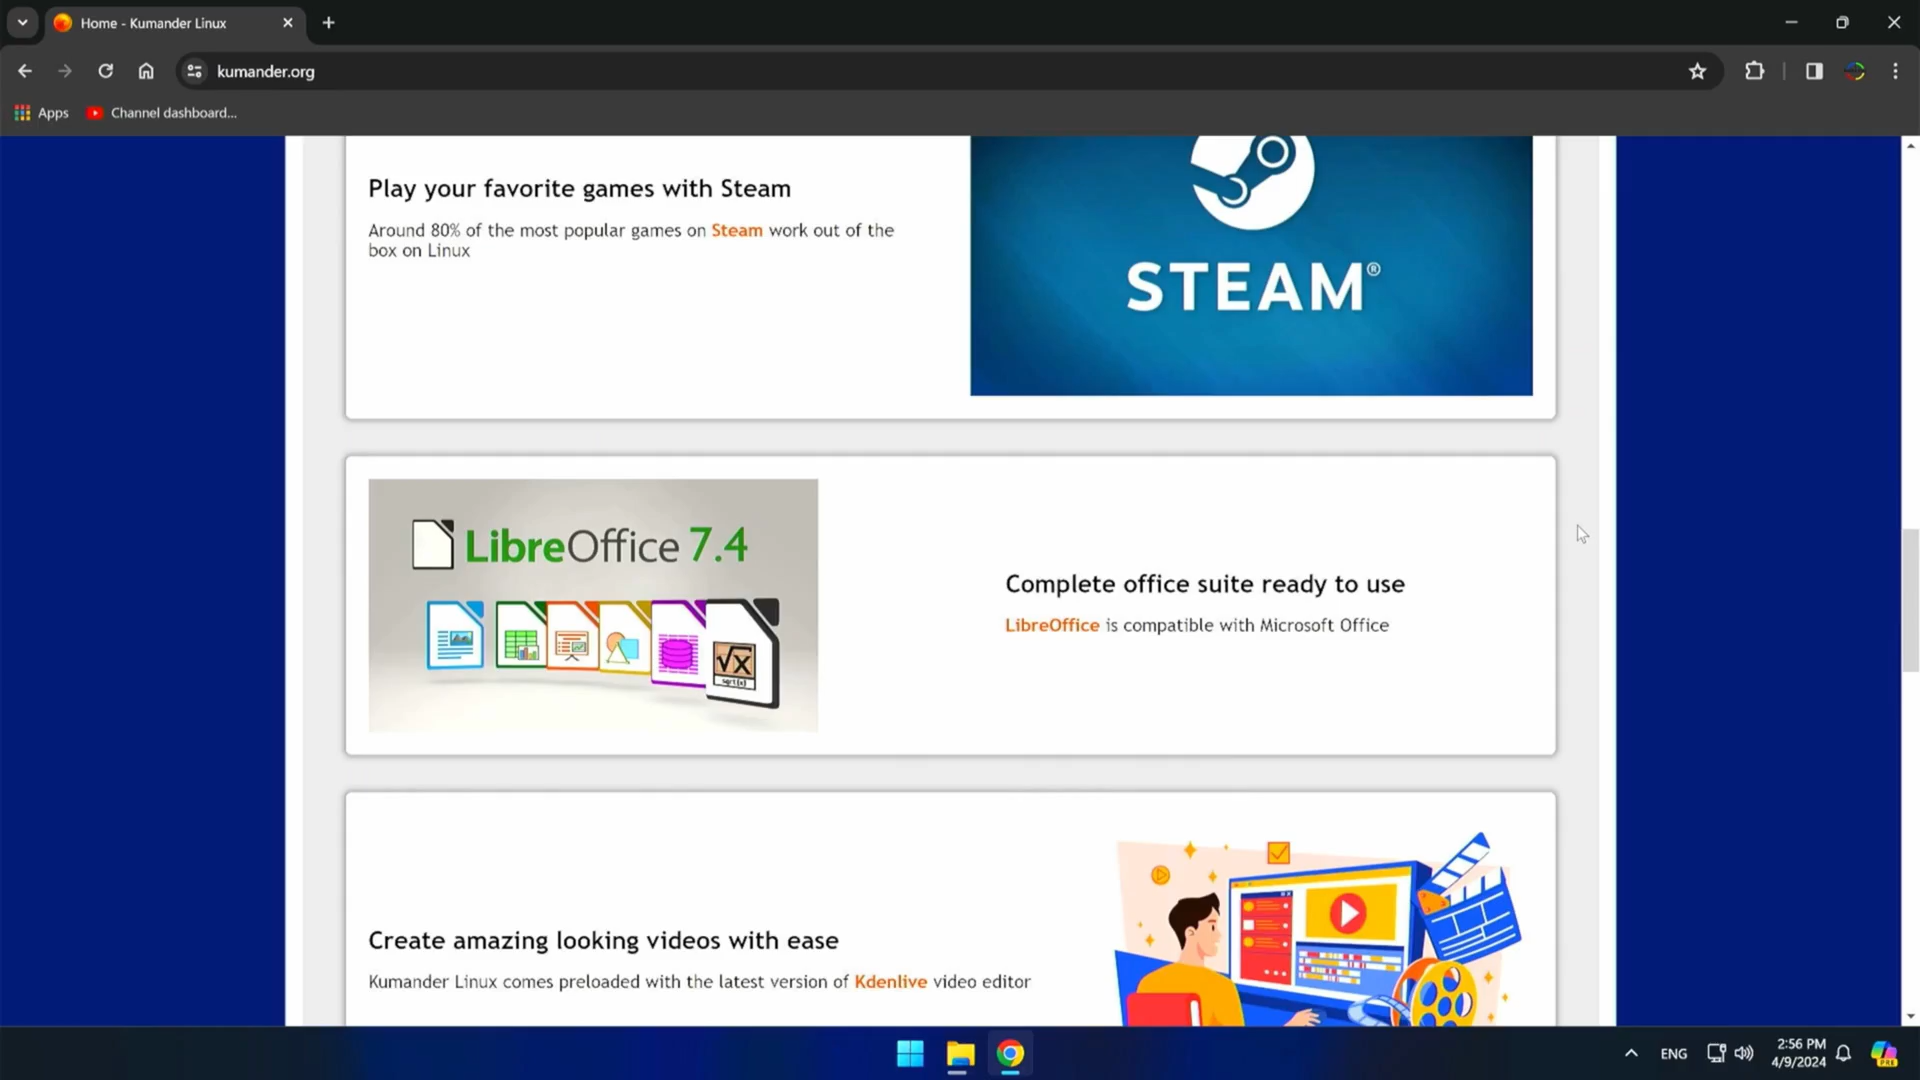 Home - Kumander Linux
kumander.org
Apps
Channel dashboard...
Play your favorite games with Steam
Around 80% of the most popular games on Steam work out of the
box on Linux
STEAM®
LibreOffice 7.4
√x
sqrt(x)
Complete office suite ready to use
LibreOffice is compatible with Microsoft Office
Create amazing looking videos with ease
Kumander Linux comes preloaded with the latest version of Kdenlive video editor
ENG
2:56 PM
4/9/2024
PRE